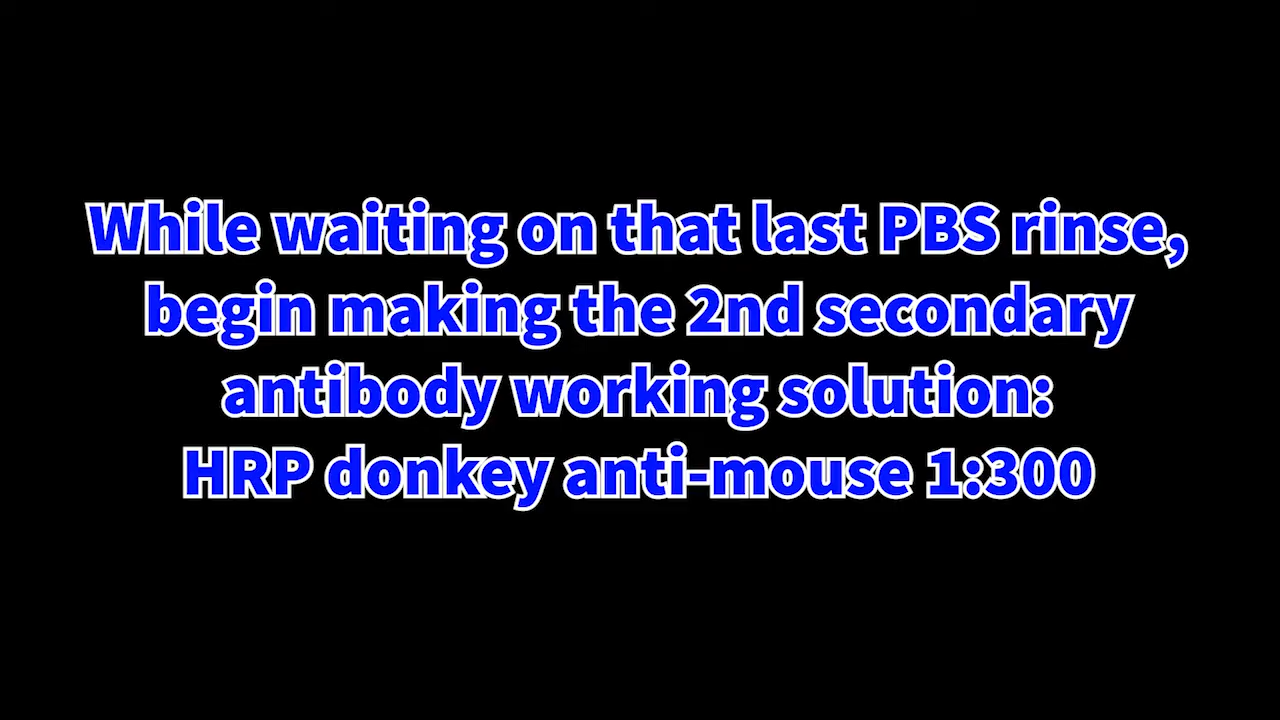 While waiting on that last PBS rinse,
begin making the 2nd secondary
antibody working solution:
HRP donkey anti-mouse 1:300